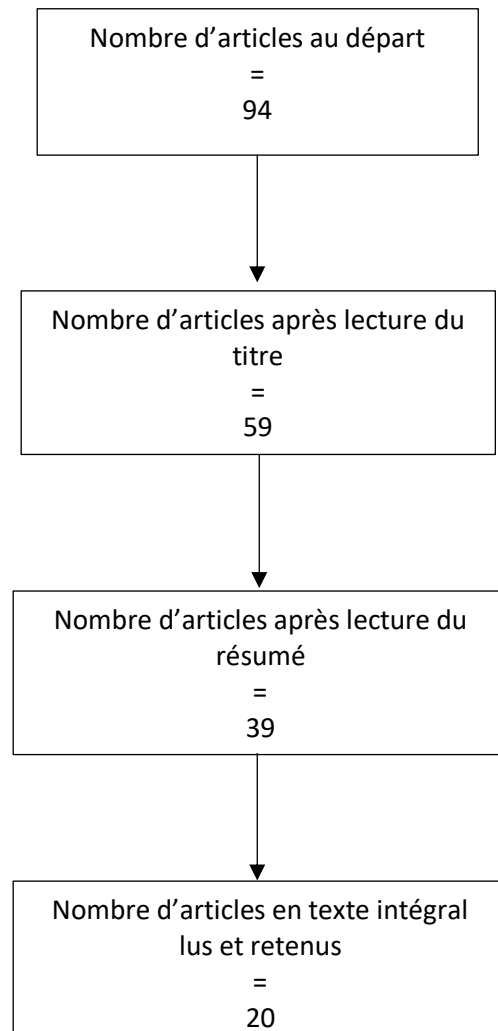 Nombre d’articles au départ
=
94
Nombre d’articles après lecture du
titre
=
59
Nombre d’articles après lecture du
résumé
=
39
Nombre d’articles en texte intégral
lus et retenus
=
20